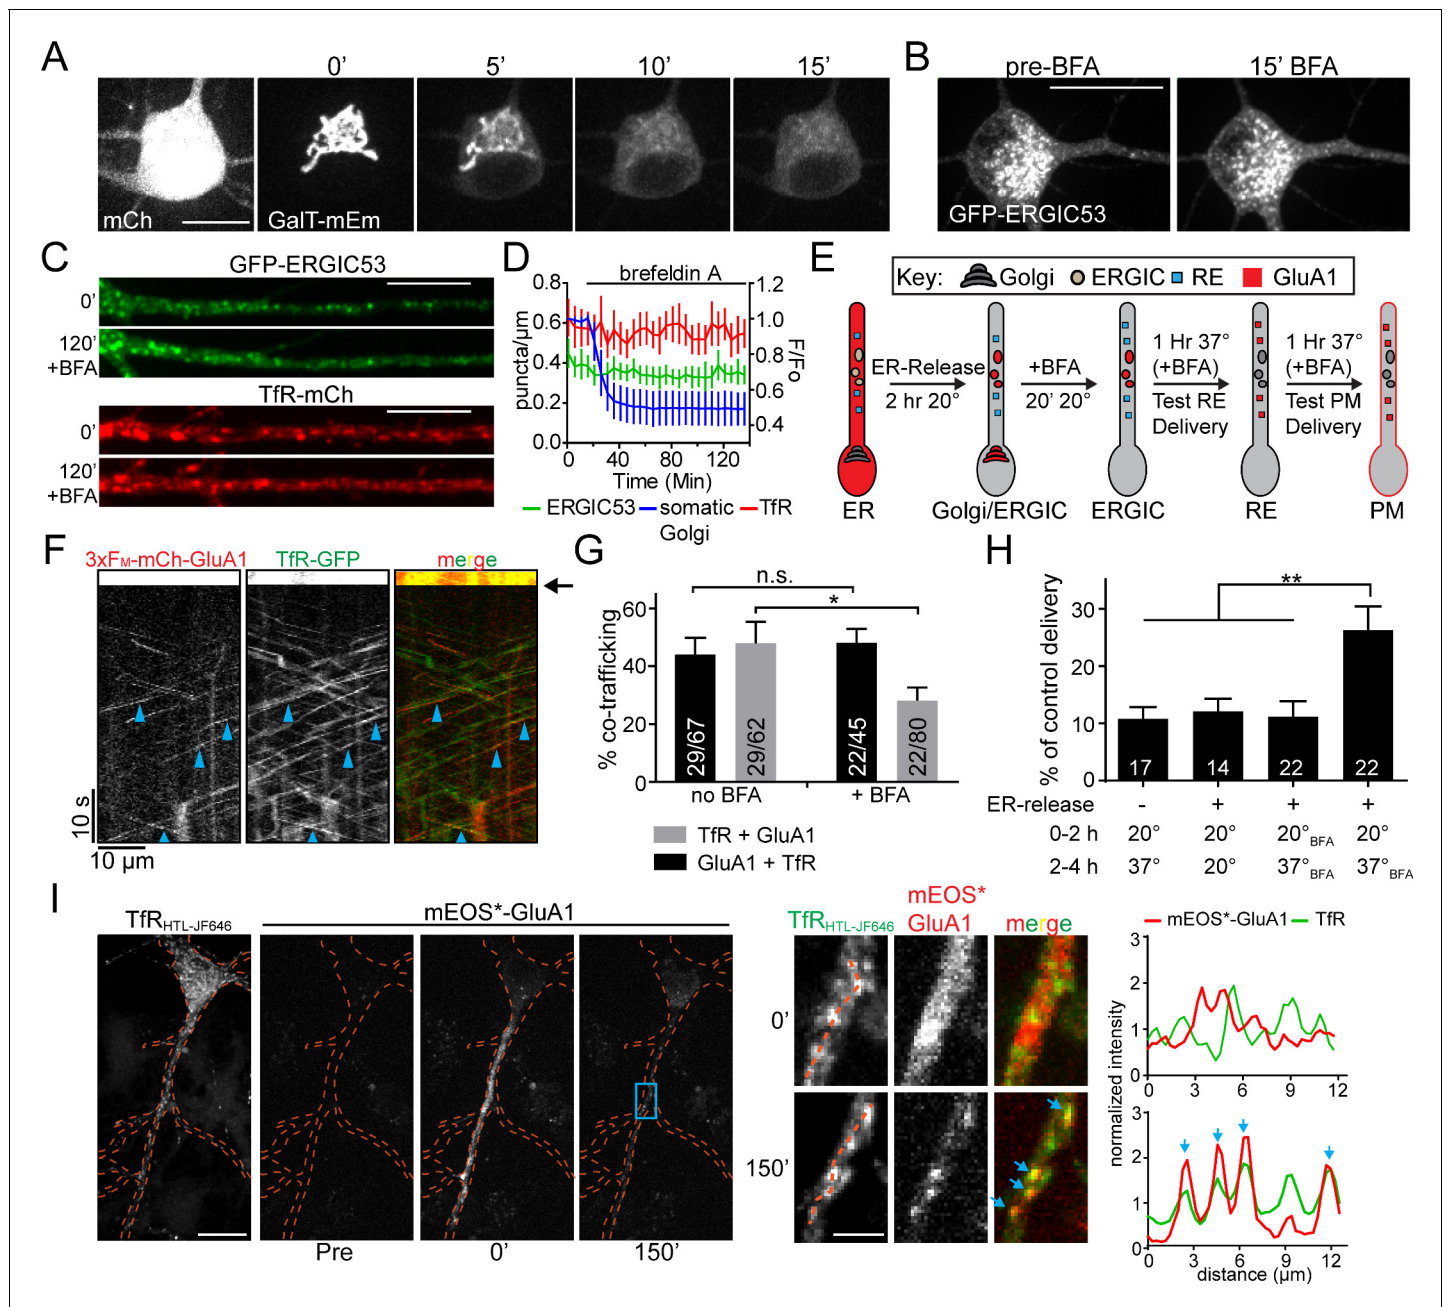 A
0' 5' 10' 15'
mCh
GalT-mEm
B
pre-BFA 15' BFA
GFP-ERGIC53
C
GFP-ERGIC53
0'
120'
+BFA
TfR-mCh
0'
120'
+BFA
D
brefeldin A
puncta/µm
0.8
0.6
0.4
0.2
0.0
1.2
1.0
0.8
0.6
0.4
F/Fo
0 40 80 120
Time (Min)
ERGIC53 somatic Golgi TfR
E
Key: Golgi ERGIC RE GluA1
ER-Release
2 hr 20°
+BFA
20' 20°
1 Hr 37°
(+BFA)
Test RE
Delivery
1 Hr 37°
(+BFA)
Test PM
Delivery
ER Golgi/ERGIC ERGIC RE PM
F
3xFM-mCh-GluA1 TfR-GFP merge
10 s
10 µm
G
n.s.
*
% co-trafficking
60
40
20
0
29/67 29/62 22/45 22/80
no BFA + BFA
TfR + GluA1
GluA1 + TfR
H
**
% of control delivery
30
20
10
0
17 14 22 22
ER-release - + + +
0-2 h 20° 20° 20°BFA 20°
2-4 h 37° 20° 37°BFA 37°BFA
I
TfRHTL-JF646 mEOS*-GluA1
Pre 0' 150'
TfRHTL-JF646 mEOS* GluA1 merge
0'
150'
mEOS*-GluA1 TfR
normalized intensity
3
2
1
0
0 3 6 9 12
3
2
1
0
0 3 6 9 12
distance (µm)